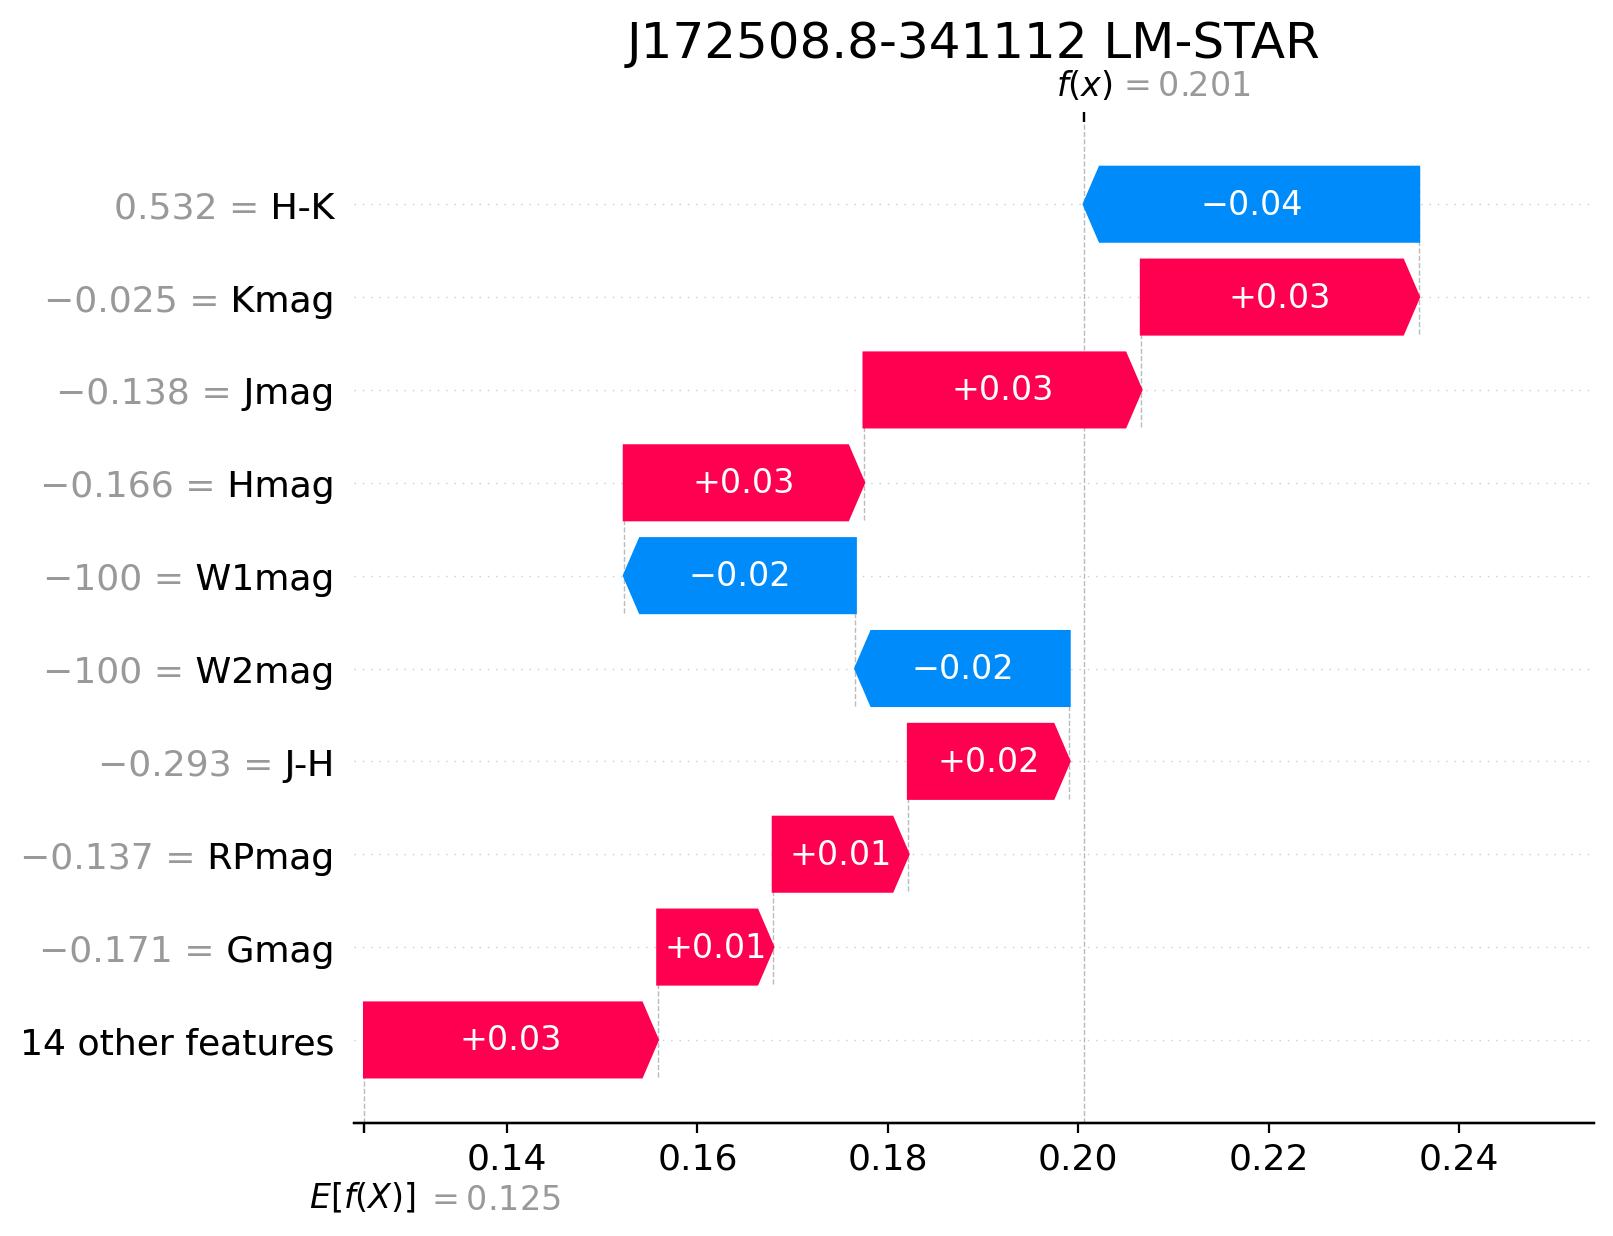 J172508.8-341112 LM-STAR
f(x) = 0.201
0.532 = H-K
−0.04
−0.025 = Kmag
+0.03
−0.138 = Jmag
+0.03
−0.166 = Hmag
+0.03
−100 = W1mag
−0.02
−100 = W2mag
−0.02
−0.293 = J-H
+0.02
−0.137 = RPmag
+0.01
−0.171 = Gmag
+0.01
14 other features
+0.03
0.14 0.16 0.18 0.20 0.22 0.24
E[f(X)] = 0.125